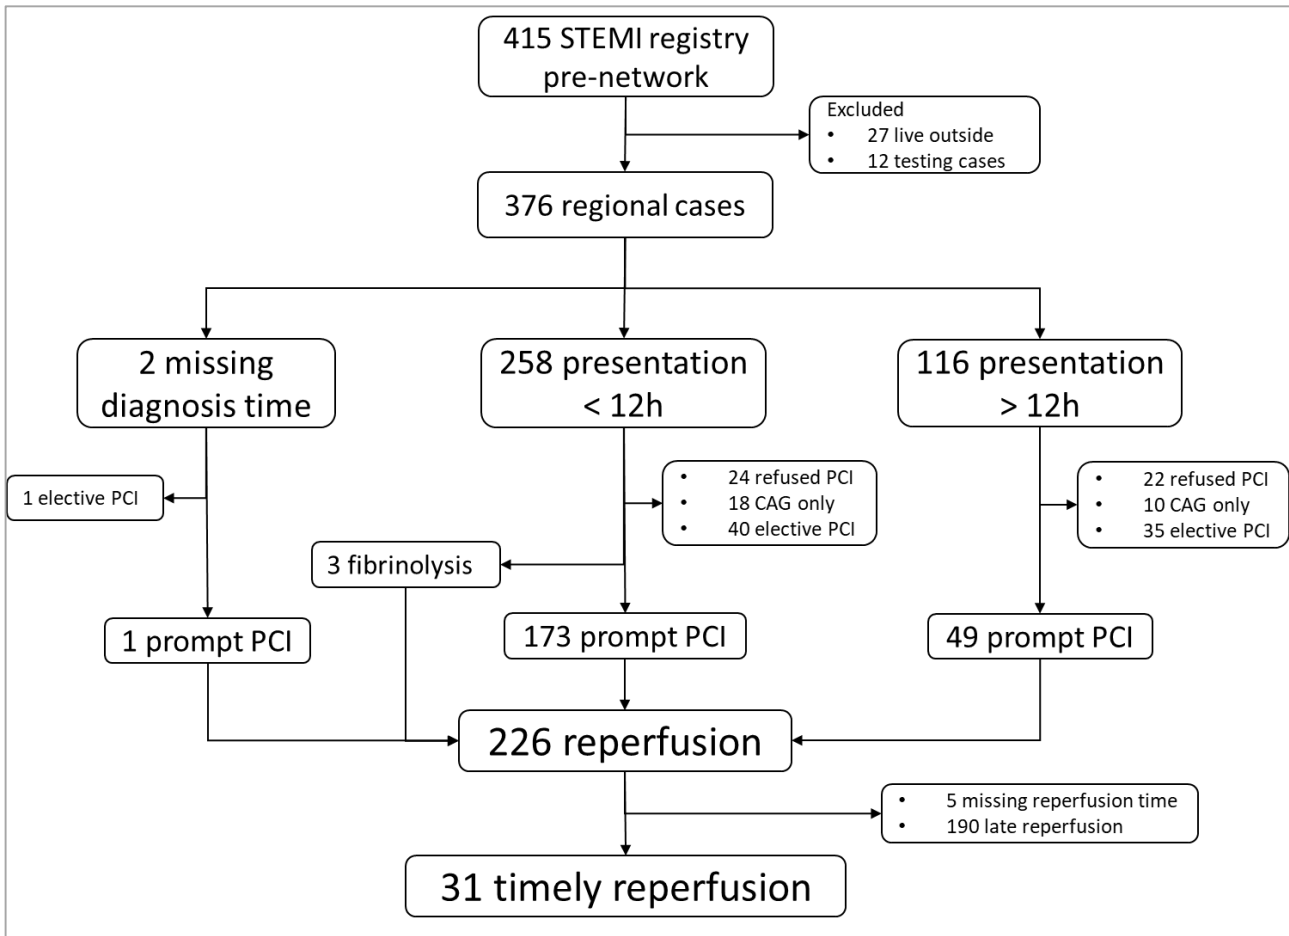 415 STEMI registry
pre-network
Excluded
• 27 live outside
• 12 testing cases
376 regional cases
2 missing
diagnosis time
258 presentation
< 12h
116 presentation
> 12h
1 elective PCI
• 24 refused PCI
• 18 CAG only
• 40 elective PCI
• 22 refused PCI
• 10 CAG only
• 35 elective PCI
3 fibrinolysis
1 prompt PCI
173 prompt PCI
49 prompt PCI
226 reperfusion
• 5 missing reperfusion time
• 190 late reperfusion
31 timely reperfusion